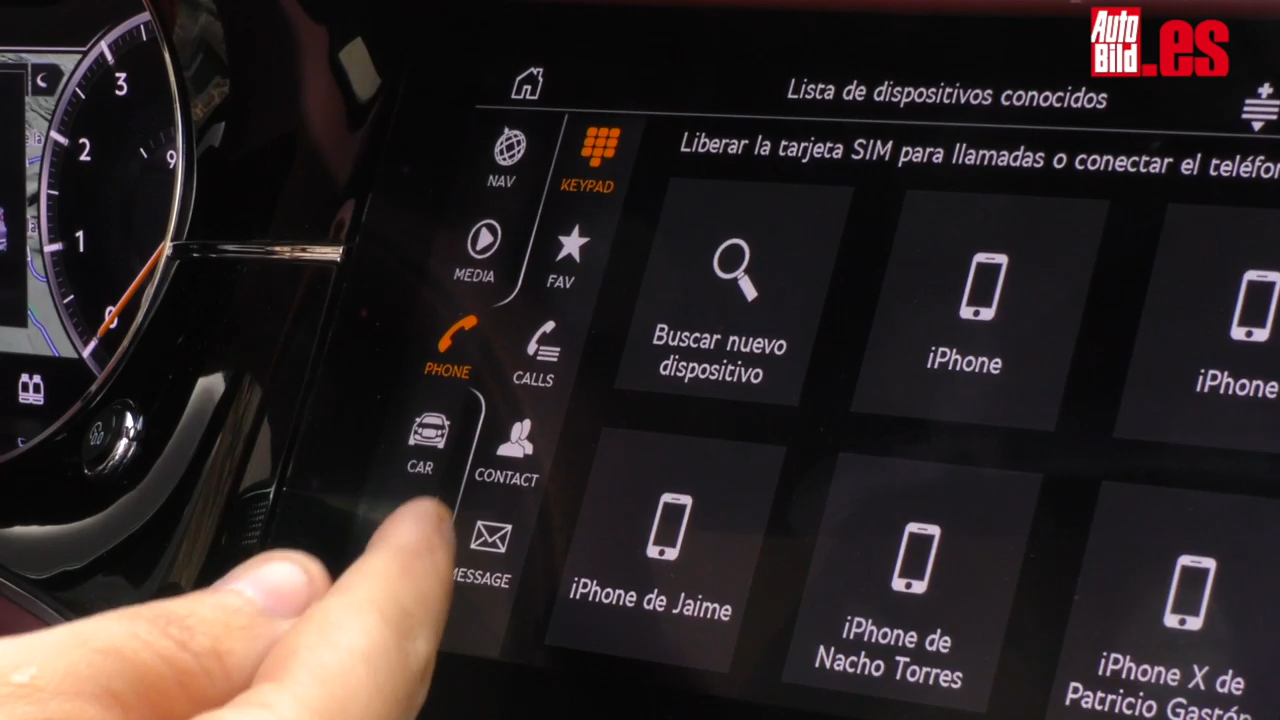 Auto
Bild
.es
Lista de dispositivos conocidos
Liberar la tarjeta SIM para llamadas o conectar el teléfo
NAV
KEYPAD
MEDIA
FAV
PHONE
CALLS
CAR
CONTACT
MESSAGE
Buscar nuevo
dispositivo
iPhone
iPhone
iPhone de Jaime
iPhone de
Nacho Torres
iPhone X de
Patricio Gastón
3
2
1
0
9